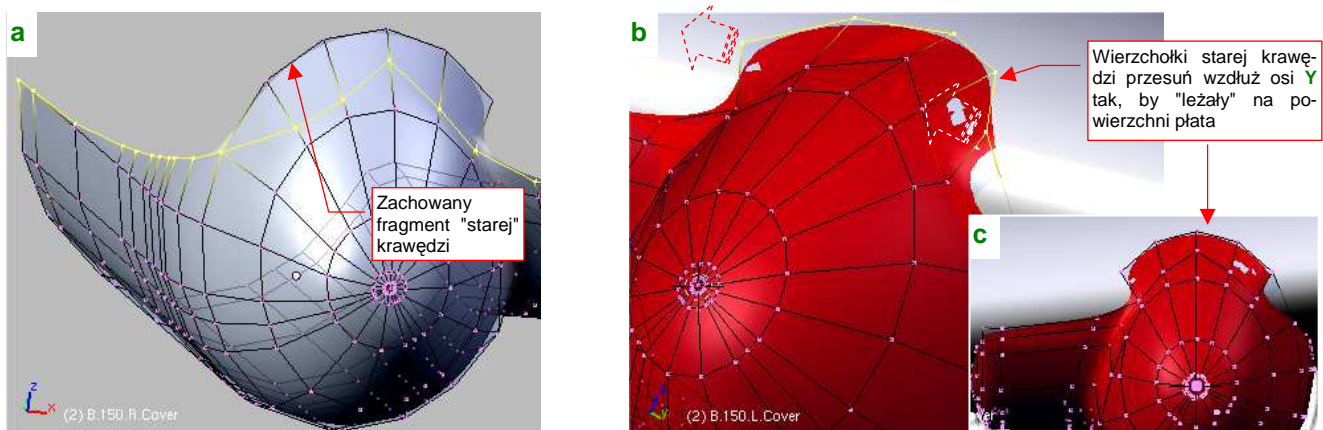 a
Zachowany
fragment "starej"
krawędzi
z
x
(2) B.150.R.Cover
b
Wierzchołki starej krawę-
dzi przesuń wzdłuż osi Y
tak, by "leżały" na po-
wierzchni płata
y
(2) B.150.L.Cover
c
ver